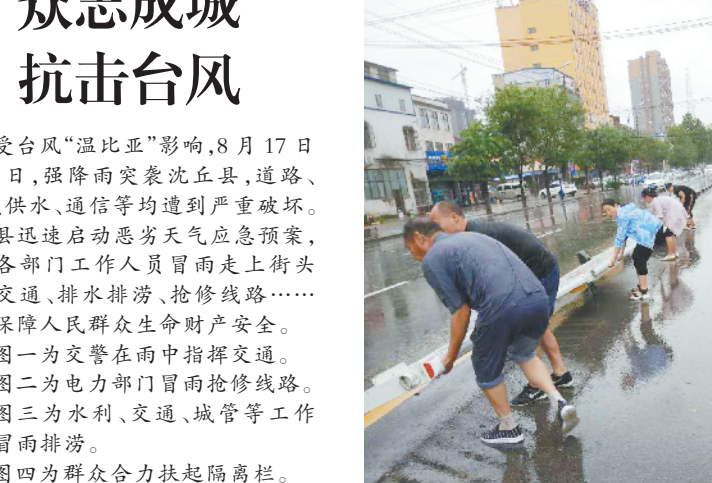 众志成城
抗击台风
受台风“温比亚”影响,8 月 17 日
日,强降雨突袭沈丘县,道路、
供水、通信等均遭到严重破坏。
县迅速启动恶劣天气应急预案,
各部门工作人员冒雨走上街头
交通、排水排涝、抢修线路……
保障人民群众生命财产安全。
图一为交警在雨中指挥交通。
图二为电力部门冒雨抢修线路。
图三为水利、交通、城管等工作
冒雨排涝。
图四为群众合力扶起隔离栏。